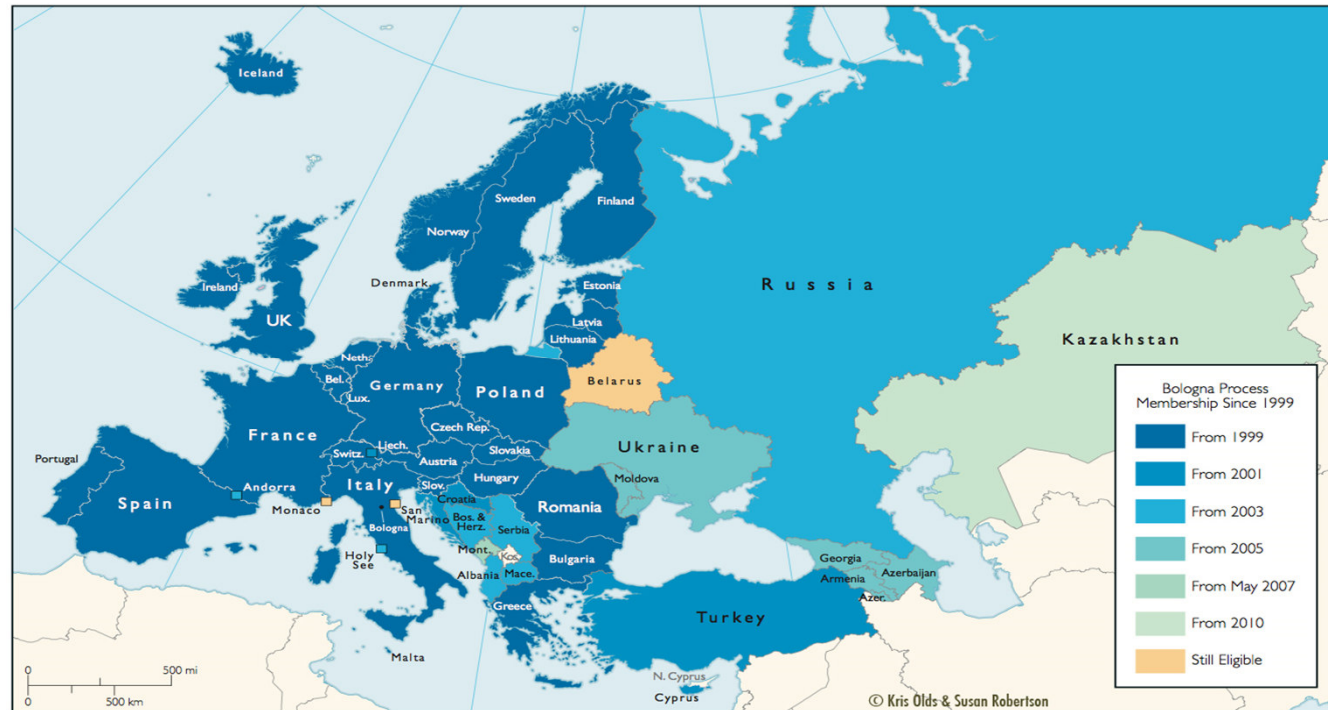 Iceland
Sweden
Finland
Norway
Denmark
Estonia
Russia
Ireland
UK
Latvia
Lithuania
Kazakhstan
Neth.
Belarus
Bel.
Germany
Poland
Lux.
Czech Rep.
France
Ukraine
Liech.
Slovakia
Switz.
Austria
Portugal
Hungary
Moldova
Andorra
Italy
Slov.
Spain
Croatia
Romania
Monaco
San
Marino
Bologna
Bos. &
Herz.
Serbia
Holy
See
Mont.
Kos.
Bulgaria
Georgia
Albania
Mace.
Armenia
Azerbaijan
Azer.
Greece
Turkey
Malta
N. Cyprus
Cyprus
0 500 mi
0 500 km
Bologna Process
Membership Since 1999
From 1999
From 2001
From 2003
From 2005
From May 2007
From 2010
Still Eligible
© Kris Olds & Susan Robertson